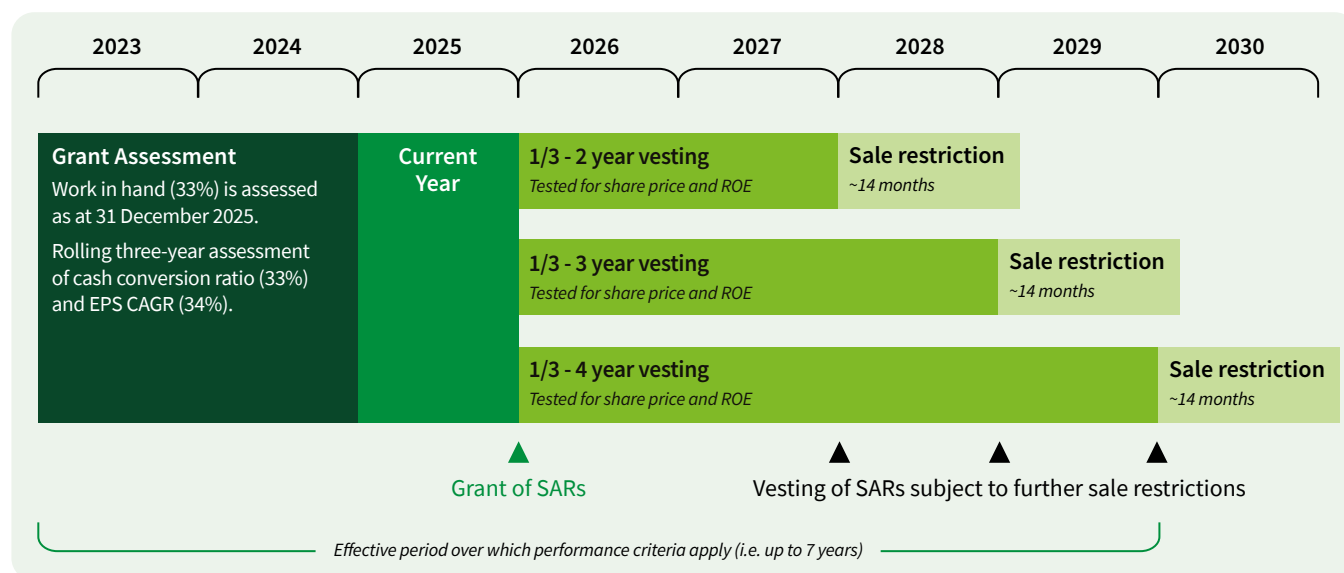 2023 2024 2025 2026 2027 2028 2029 2030
Grant Assessment
Work in hand (33%) is assessed
as at 31 December 2025.
Rolling three-year assessment
of cash conversion ratio (33%)
and EPS CAGR (34%).
Current
Year
1/3 - 2 year vesting
Tested for share price and ROE
Sale restriction
~14 months
1/3 - 3 year vesting
Tested for share price and ROE
Sale restriction
~14 months
1/3 - 4 year vesting
Tested for share price and ROE
Sale restriction
~14 months
Grant of SARs
Vesting of SARs subject to further sale restrictions
Effective period over which performance criteria apply (i.e. up to 7 years)